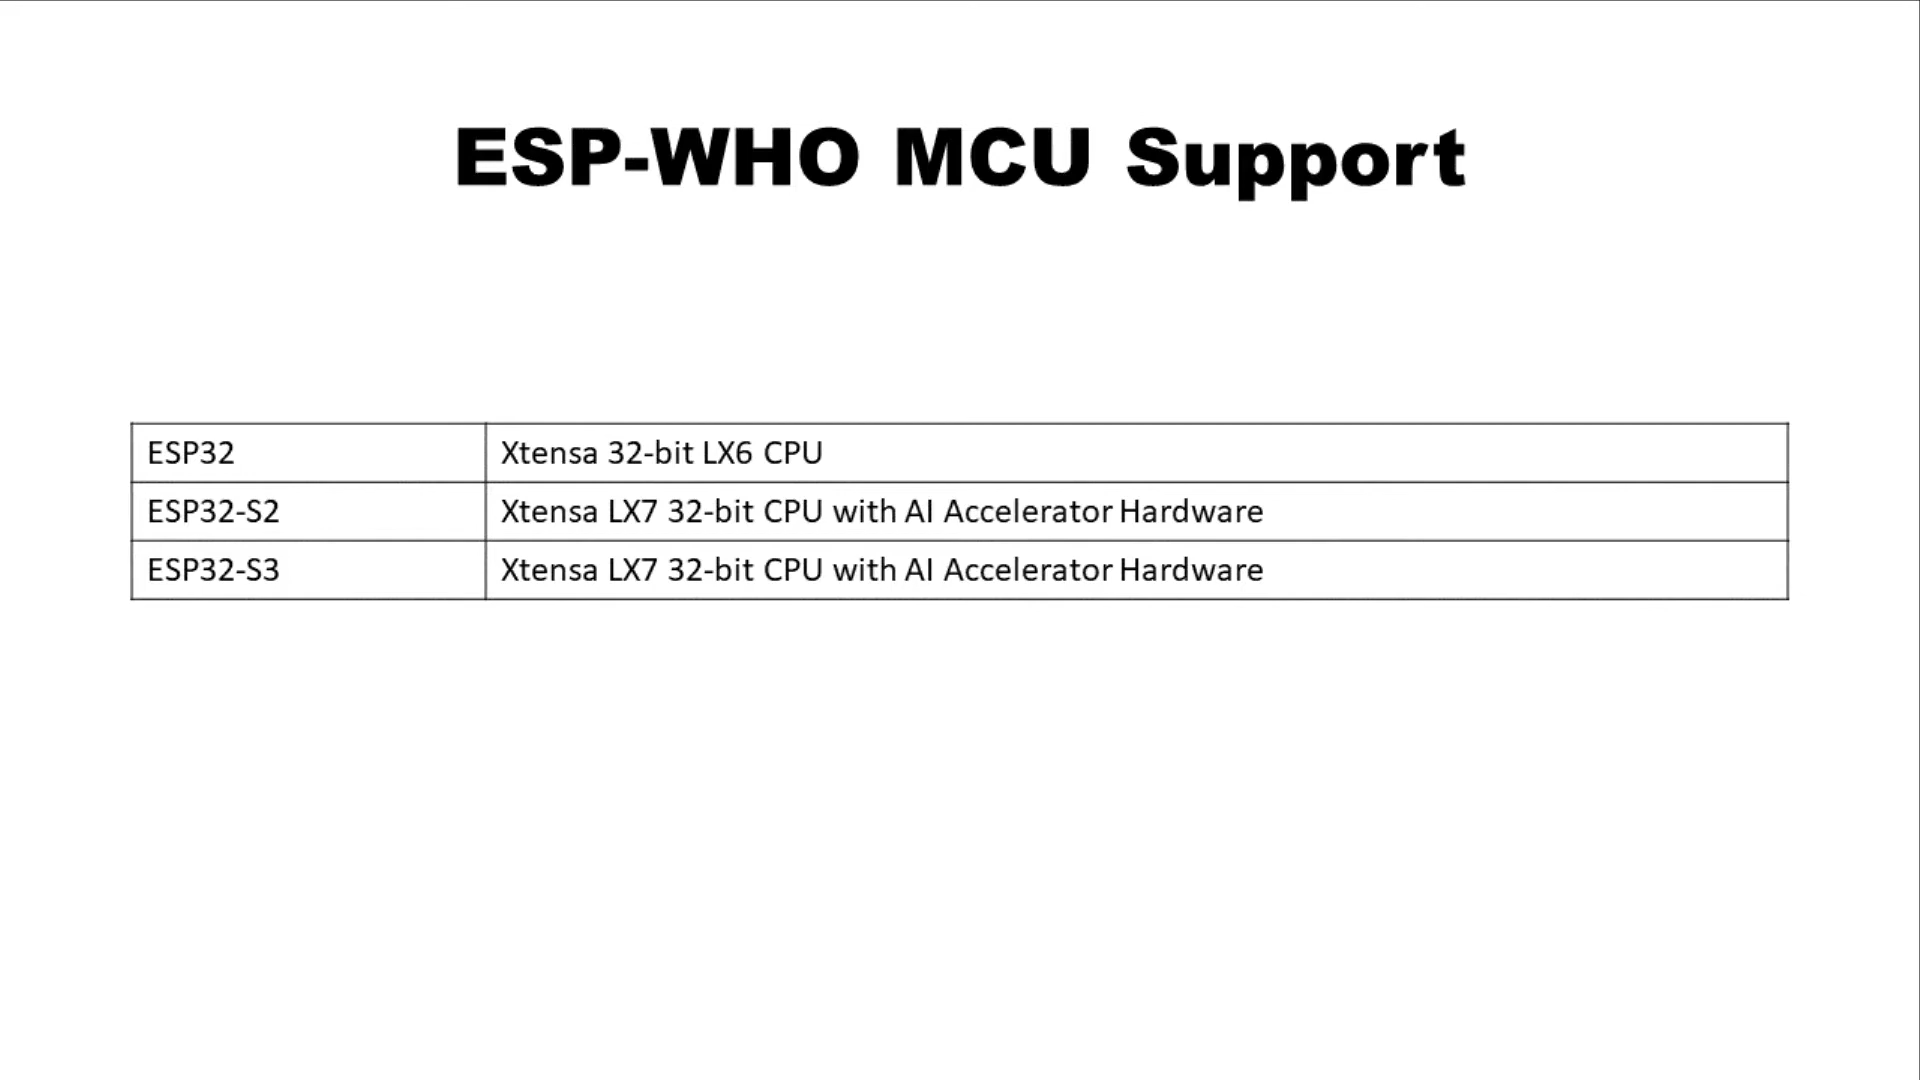 ESP-WHO MCU Support
ESP32 Xtensa 32-bit LX6 CPU
ESP32-S2 Xtensa LX7 32-bit CPU with AI Accelerator Hardware
ESP32-S3 Xtensa LX7 32-bit CPU with AI Accelerator Hardware